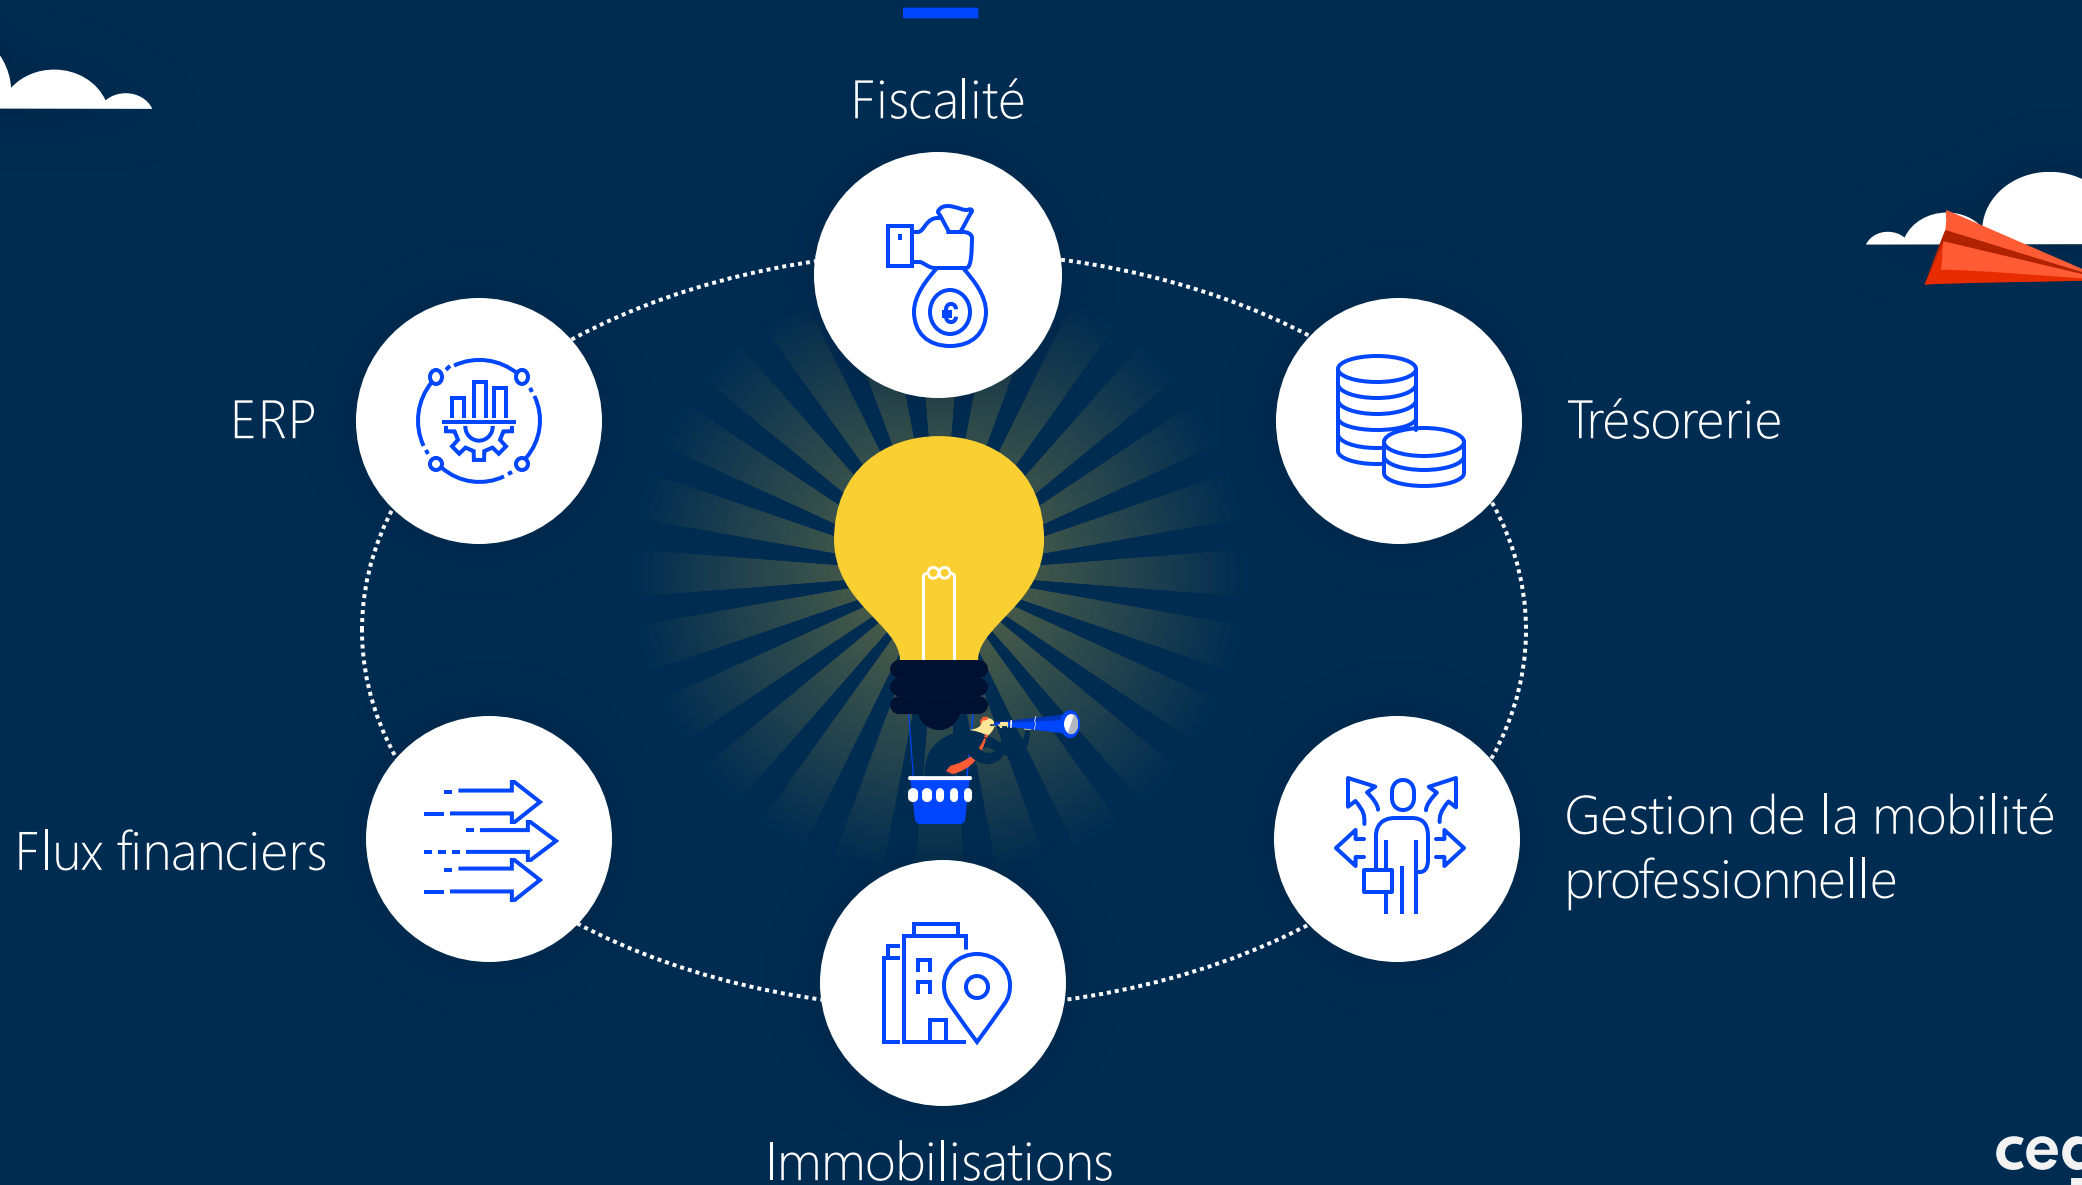 Fiscalité
ERP
Trésorerie
Flux financiers
Gestion de la mobilité
professionnelle
Immobilisations